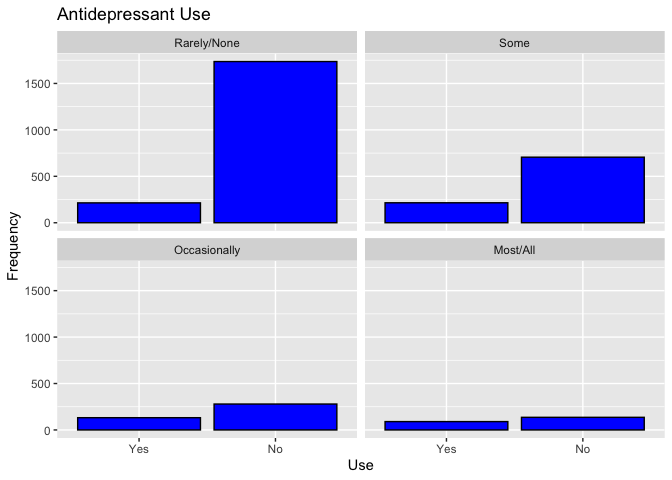 Antidepressant Use
Rarely/None
Some
1500
1000
500
0
Occasionally
Most/All
1500
1000
500
0
Frequency
Yes
No
Yes
No
Use